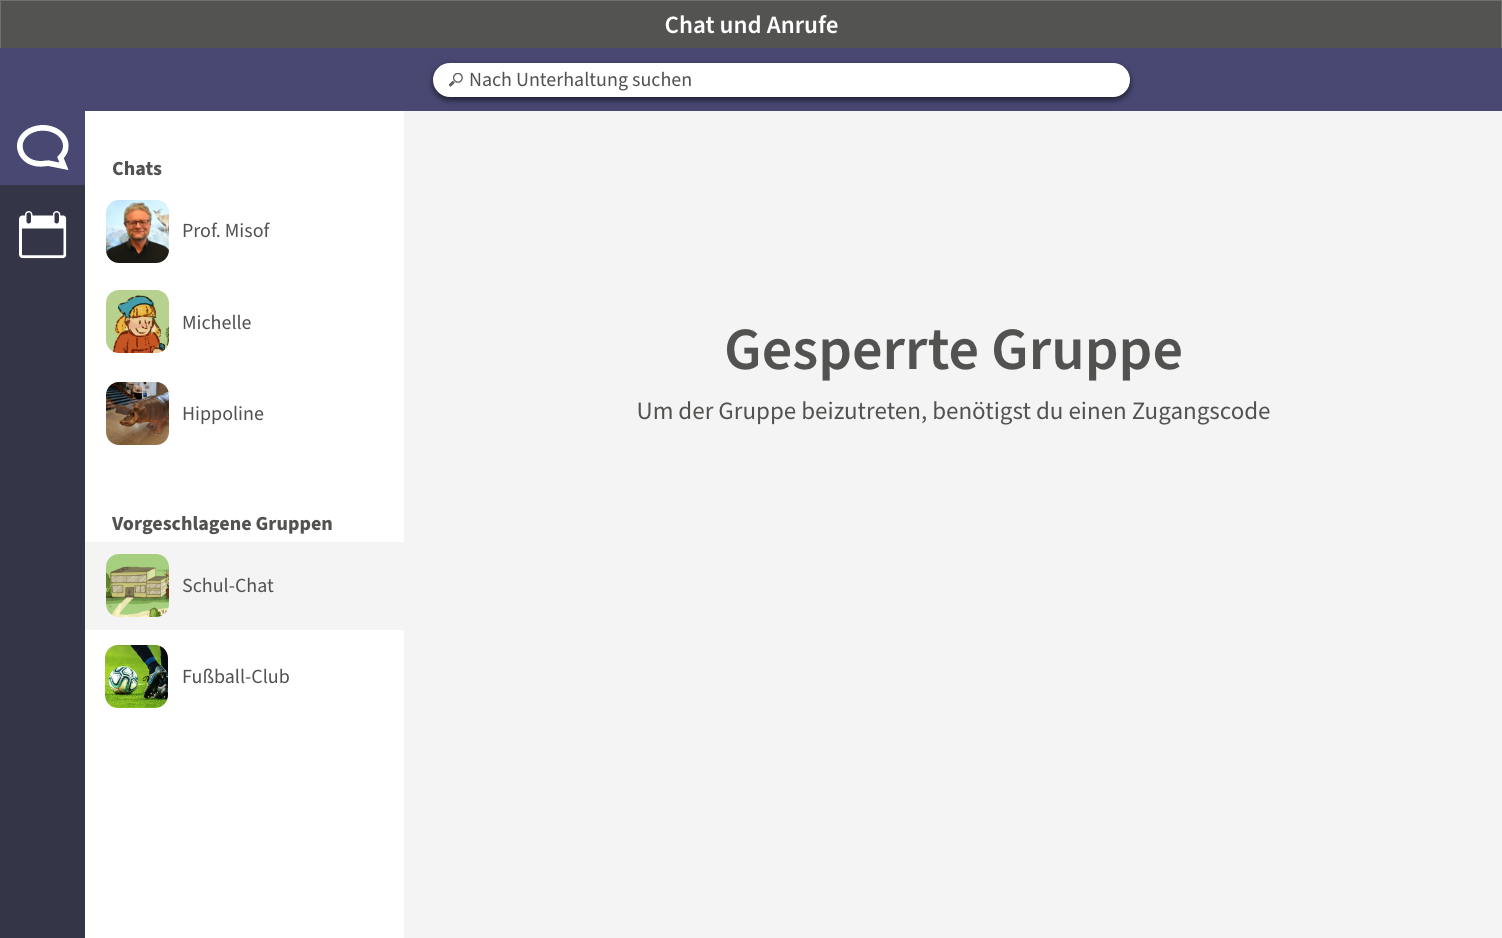 Chat und Anrufe
Nach Unterhaltung suchen
Chats
Prof. Misof
Michelle
Hippoline
Vorgeschlagene Gruppen
Schul-Chat
Fußball-Club
Gesperrte Gruppe
Um der Gruppe beizutreten, benötigst du einen Zugangscode